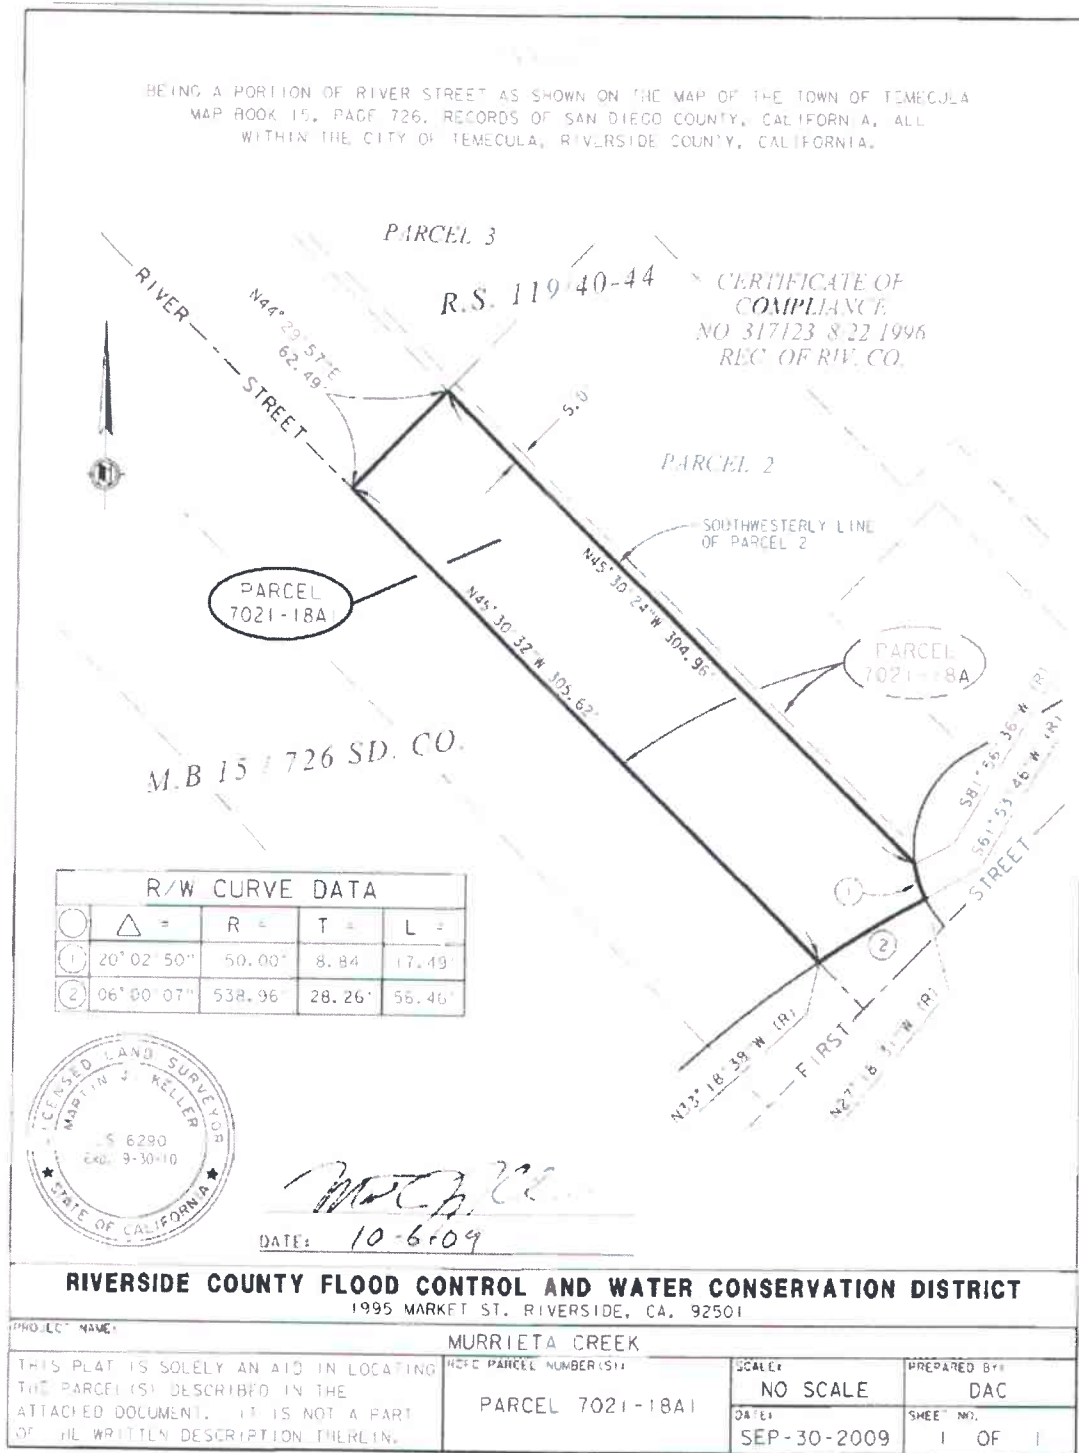 BEING A PORTION OF RIVER STREET AS SHOWN ON THE MAP OF THE TOWN OF TEMECULA
MAP BOOK 15, PAGE 726, RECORDS OF SAN DIEGO COUNTY, CALIFORNIA, ALL
WITHIN THE CITY OF TEMECULA, RIVERSIDE COUNTY, CALIFORNIA.
PARCEL 3
R.S. 119/40-44
CERTIFICATE OF
COMPLIANCE
NO 317123 8/22/1996
REC. OF RIV. CO.
RIVER
STREET
N44°29'57"E
62.49'
5.0'
PARCEL 2
SOUTHWESTERLY LINE
OF PARCEL 2
PARCEL
7021-18A1
N45°30'24"W 304.96'
N45°30'32"W 305.62'
PARCEL
7021-18A
M.B 15 / 726 SD. CO.
S81°56'36"W (R)
S61°53'46"W (R)
STREET
FIRST
1
2
N33°18'38"W (R)
N27°18'31"W (R)
R/W CURVE DATA
△ = R = T = L =
1 20°02'50" 50.00' 8.84' 17.49'
2 06°00'07" 538.96' 28.26' 56.46'
LICENSED LAND SURVEYOR
MARTIN J. KELLER
LS 6290
EXP. 9-30-10
STATE OF CALIFORNIA
DATE: 10-6-09
RIVERSIDE COUNTY FLOOD CONTROL AND WATER CONSERVATION DISTRICT
1995 MARKET ST. RIVERSIDE, CA. 92501
PROJECT NAME:
MURRIETA CREEK
THIS PLAT IS SOLELY AN AID IN LOCATING
THE PARCEL(S) DESCRIBED IN THE
ATTACHED DOCUMENT. IT IS NOT A PART
OF THE WRITTEN DESCRIPTION THEREIN.
RCFC PARCEL NUMBER(S):
PARCEL 7021-18A1
SCALE:
NO SCALE
PREPARED BY:
DAC
DATE:
SEP-30-2009
SHEET NO.
1 OF 1